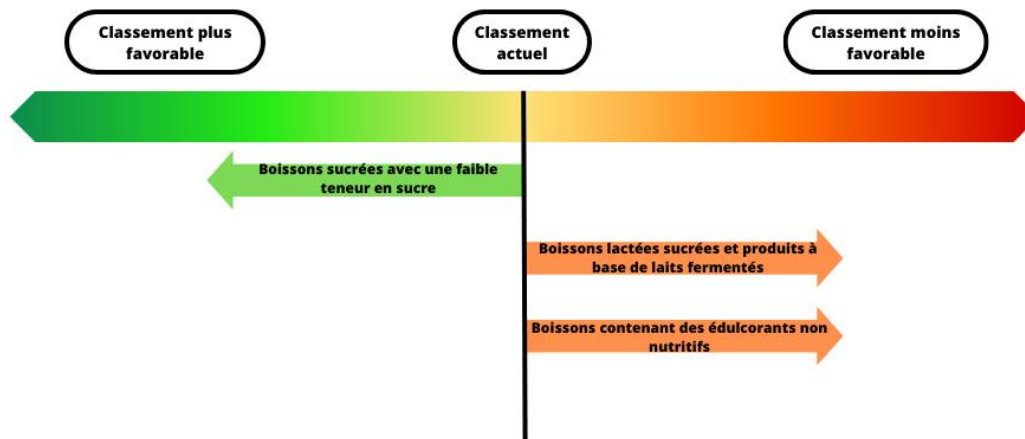 Classement plus
favorable
Classement
actuel
Classement moins
favorable
Boissons sucrées avec une faible
teneur en sucre
Boissons lactées sucrées et produits à
base de laits fermentés
Boissons contenant des édulcorants non
nutritifs